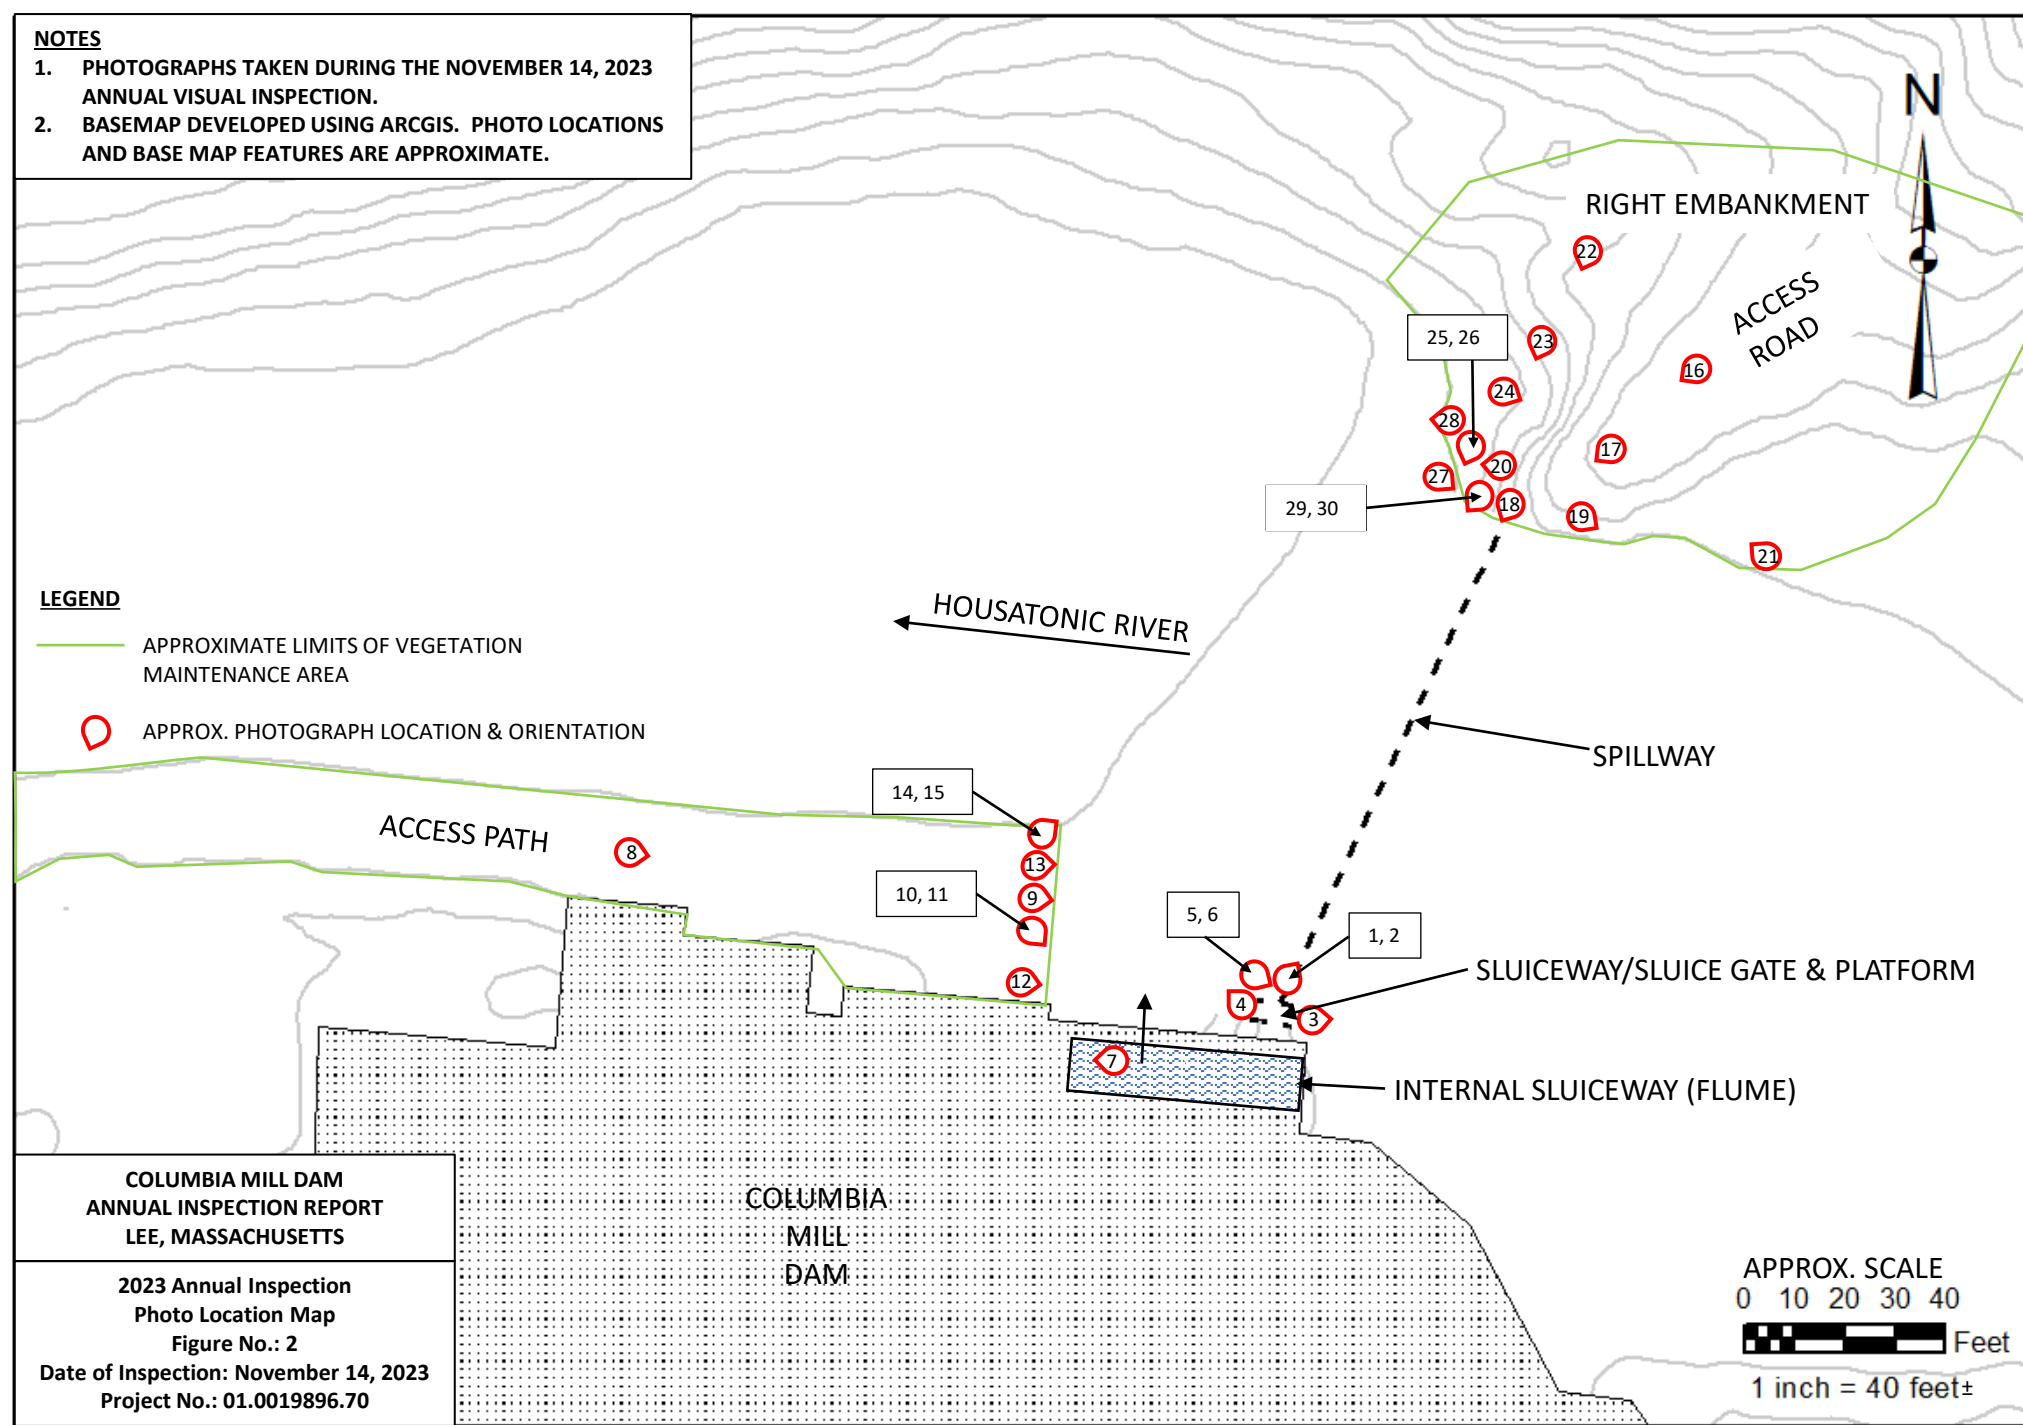 NOTES
1. PHOTOGRAPHS TAKEN DURING THE NOVEMBER 14, 2023
ANNUAL VISUAL INSPECTION.
2. BASEMAP DEVELOPED USING ARCGIS. PHOTO LOCATIONS
AND BASE MAP FEATURES ARE APPROXIMATE.
N
RIGHT EMBANKMENT
22
ACCESS
ROAD
25, 26
23
16
24
28
17
20
27
29, 30
18
19
21
LEGEND
APPROXIMATE LIMITS OF VEGETATION
MAINTENANCE AREA
APPROX. PHOTOGRAPH LOCATION & ORIENTATION
HOUSATONIC RIVER
SPILLWAY
14, 15
ACCESS PATH
8
13
10, 11
9
12
5, 6
1, 2
SLUICEWAY/SLUICE GATE & PLATFORM
4
3
7
INTERNAL SLUICEWAY (FLUME)
COLUMBIA
MILL
DAM
COLUMBIA MILL DAM
ANNUAL INSPECTION REPORT
LEE, MASSACHUSETTS
2023 Annual Inspection
Photo Location Map
Figure No.: 2
Date of Inspection: November 14, 2023
Project No.: 01.0019896.70
APPROX. SCALE
0 10 20 30 40
Feet
1 inch = 40 feet±